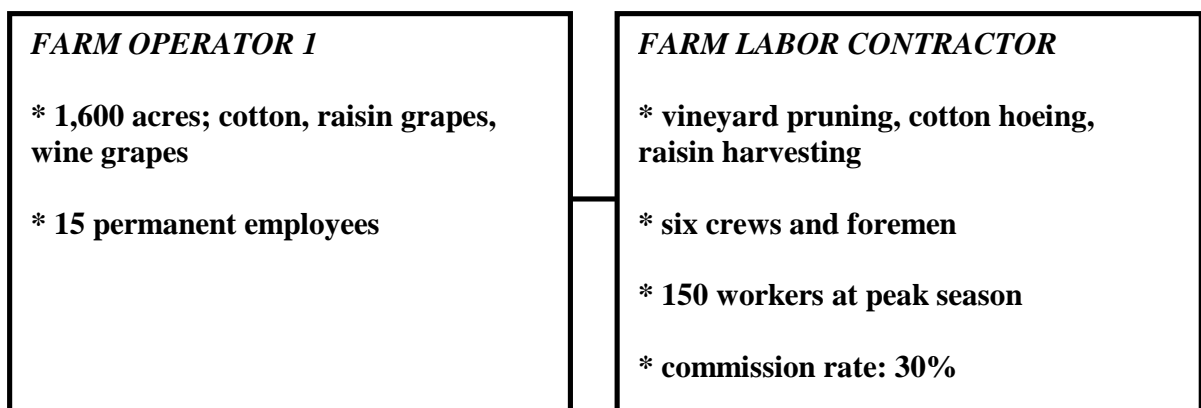 FARM OPERATOR 1
* 1,600 acres; cotton, raisin grapes,
wine grapes
* 15 permanent employees
FARM LABOR CONTRACTOR
* vineyard pruning, cotton hoeing,
raisin harvesting
* six crews and foremen
* 150 workers at peak season
* commission rate: 30%